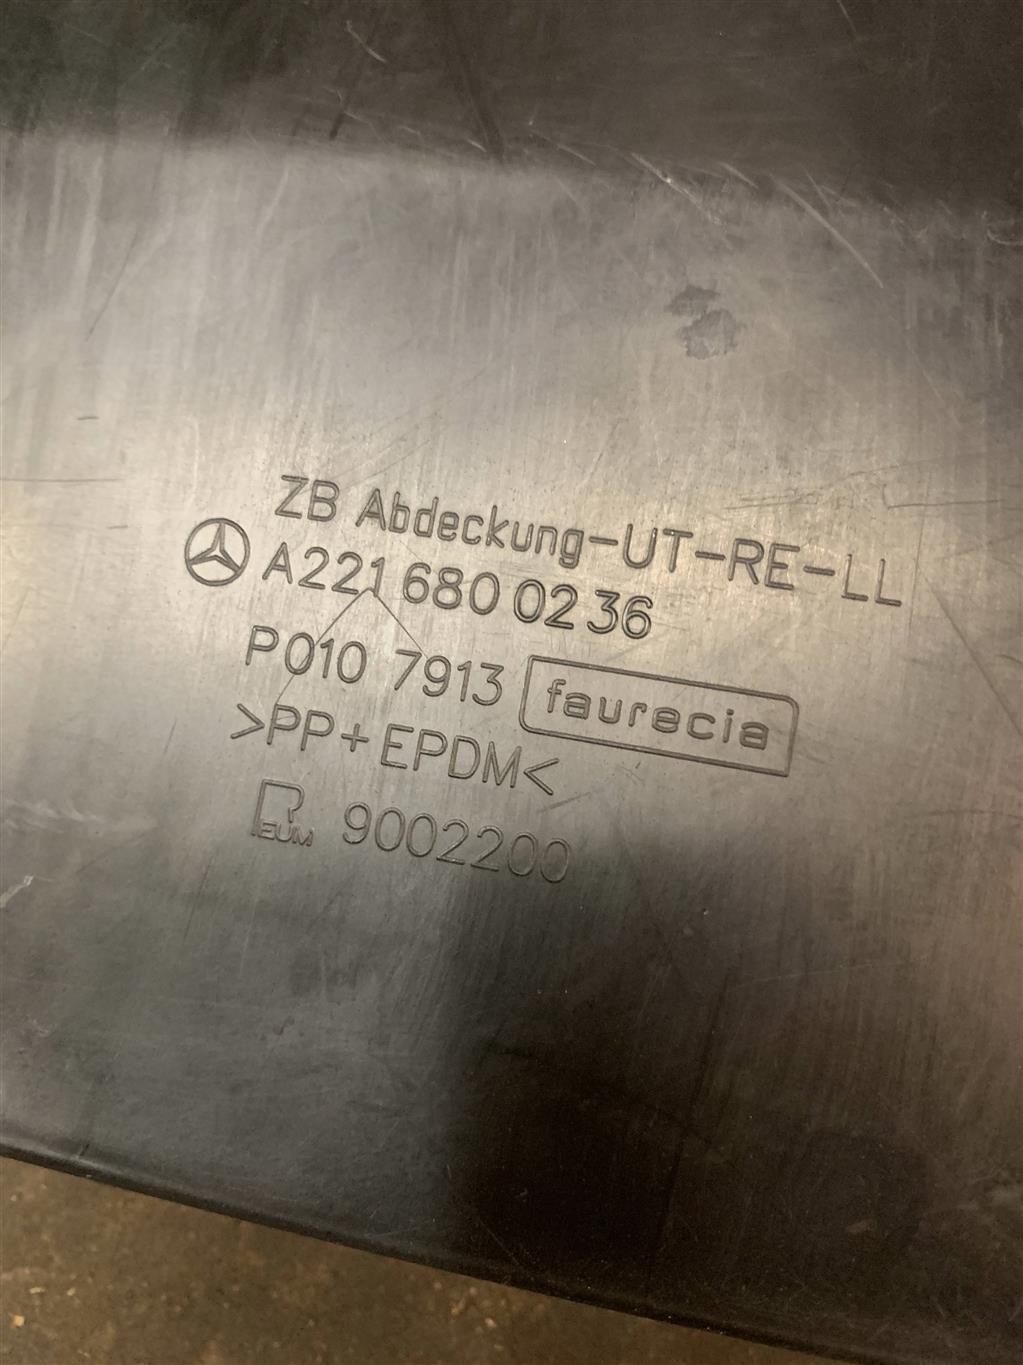 ZB Abdeckung-UT-RE-LL
A221 680 02 36
P010 7913 faurecia
>PP+EPDM<
R EUM 9002200